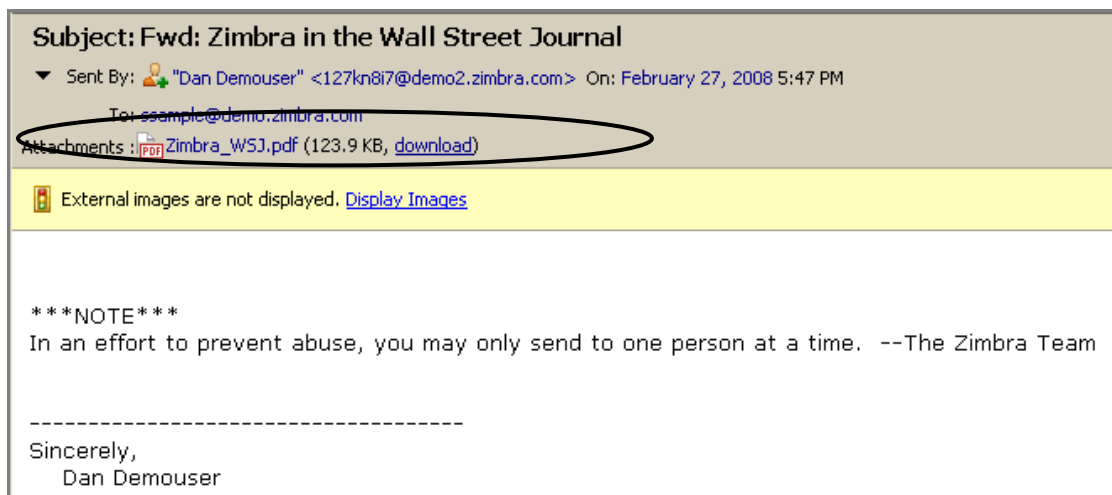 Subject: Fwd: Zimbra in the Wall Street Journal
Sent By: "Dan Demouser" <127kn8i7@demo2.zimbra.com> On: February 27, 2008 5:47 PM
To: ssample@demo.zimbra.com
Attachments : PDF Zimbra_WSJ.pdf (123.9 KB, download)
External images are not displayed. Display Images
***NOTE***
In an effort to prevent abuse, you may only send to one person at a time. --The Zimbra Team
-------------------------------------
Sincerely,
Dan Demouser